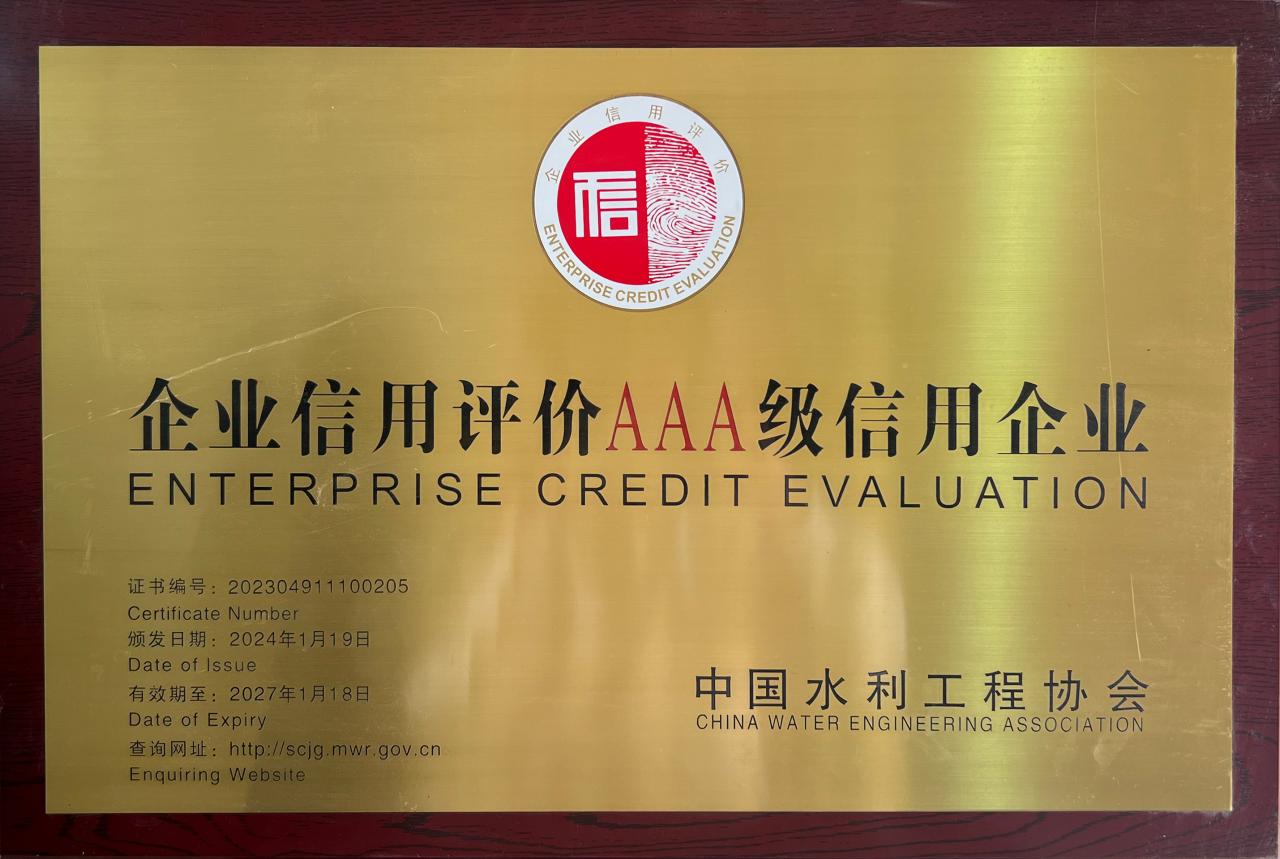 企业信用评价
信
ENTERPRISE CREDIT EVALUATION
企业信用评价AAA级信用企业
ENTERPRISE CREDIT EVALUATION
证书编号：202304911100205
Certificate Number
颁发日期：2024年1月19日
Date of Issue
有效期至：2027年1月18日
Date of Expiry
查询网址：http://scjg.mwr.gov.cn
Enquiring Website
中国水利工程协会
CHINA WATER ENGINEERING ASSOCIATION